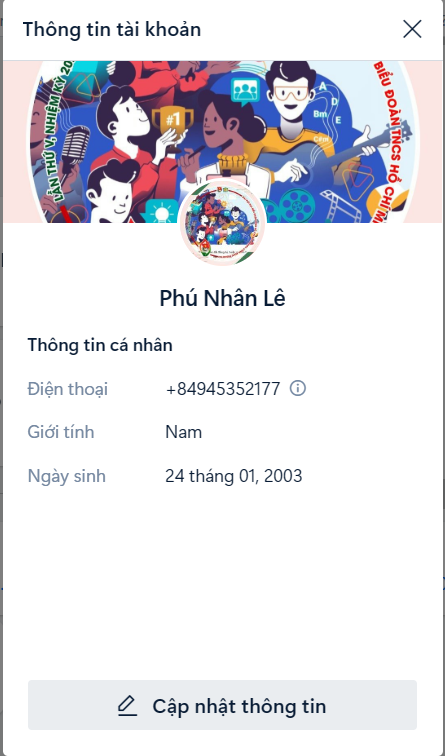 Thông tin tài khoản
LẦN THỨ V, NHIỆM KỲ 20
BIỂU ĐOÀN TNCS HỒ CHÍ M
#1
A
D
Bm
E
Thông tin cá nhân
Phú Nhân Lê
Điện thoại +84945352177
Giới tính Nam
Ngày sinh 24 tháng 01, 2003
Cập nhật thông tin